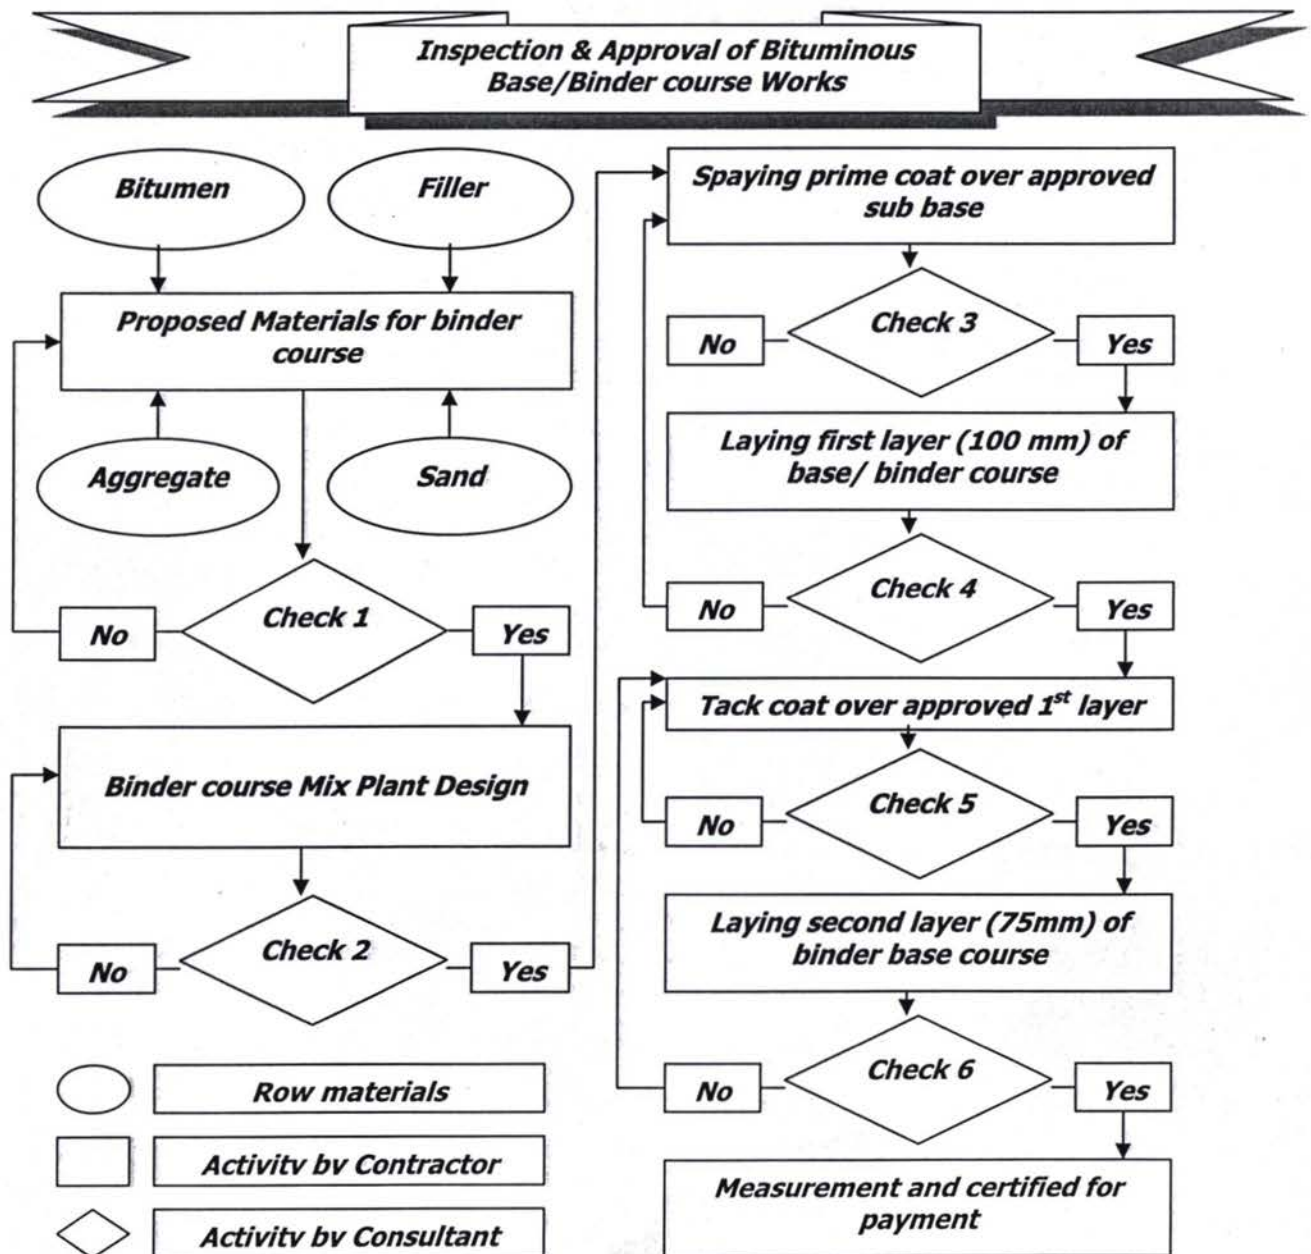 Inspection & Approval of Bituminous
Base/Binder course Works
Bitumen
Filler
Proposed Materials for binder
course
Aggregate
Sand
Check 1
No
Yes
Binder course Mix Plant Design
Check 2
No
Yes
Row materials
Activity by Contractor
Activity by Consultant
Spaying prime coat over approved
sub base
Check 3
No
Yes
Laying first layer (100 mm) of
base/ binder course
Check 4
No
Yes
Tack coat over approved 1st layer
Check 5
No
Yes
Laying second layer (75mm) of
binder base course
Check 6
No
Yes
Measurement and certified for
payment